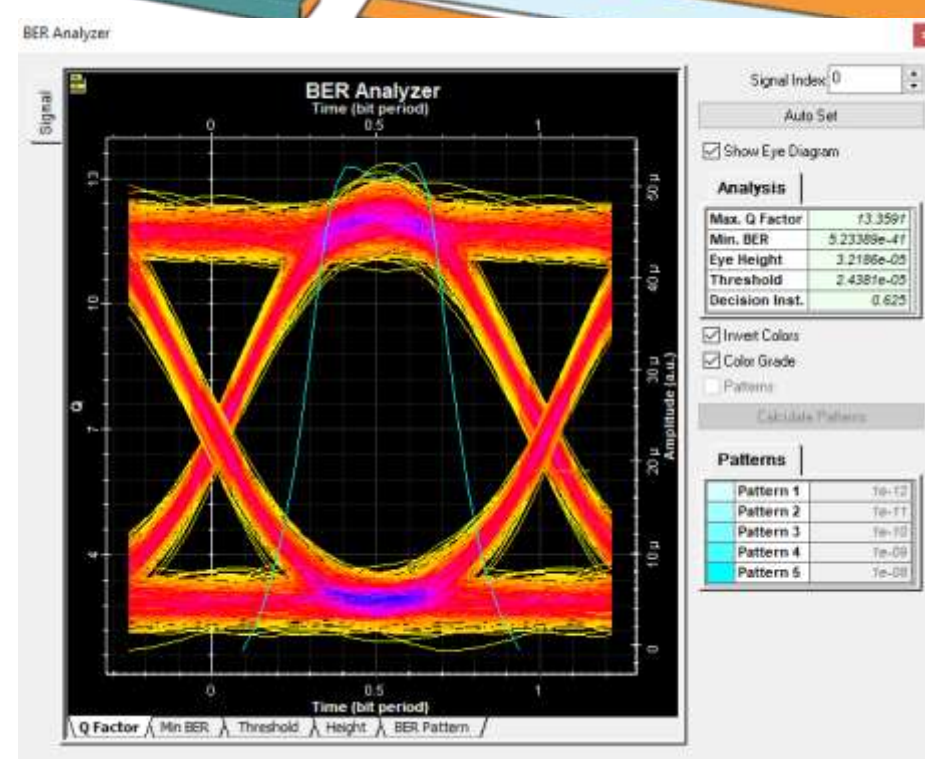 BER Analyzer
Signal
BER Analyzer
Time (bit period)
0 0.5 1
Q
13
10
7
4
50 µ
40 µ
30 µ
20 µ
10 µ
0
Amplitude (a.u.)
0 0.5 1
Time (bit period)
Q Factor Min BER Threshold Height BER Pattern
Signal Index: 0
Auto Set
Show Eye Diagram
Analysis
Max. Q Factor 13.3591
Min. BER 5.23389e-41
Eye Height 3.2186e-05
Threshold 2.4381e-05
Decision Inst. 0.625
Invert Colors
Color Grade
Patterns
Calculate Patterns
Patterns
Pattern 1 1e-12
Pattern 2 1e-11
Pattern 3 1e-10
Pattern 4 1e-09
Pattern 5 1e-08